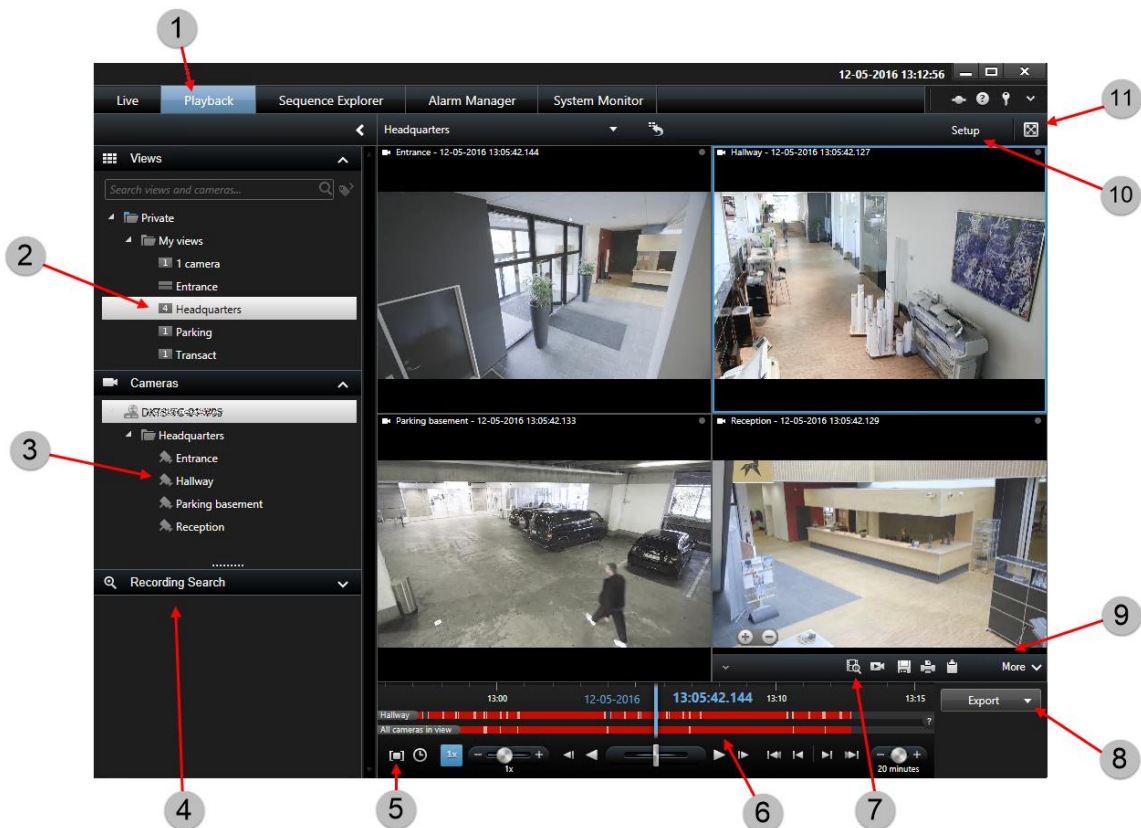 1
12-05-2016 13:12:56
Live Playback Sequence Explorer Alarm Manager System Monitor
11
Headquarters Setup
10
Views
Entrance - 12-05-2016 13:05:42.144
Hallway - 12-05-2016 13:05:42.127
Search views and cameras...
Private
My views
2
1 1 camera
Entrance
4 Headquarters
1 Parking
1 Transact
Cameras
Parking basement - 12-05-2016 13:05:42.133
Reception - 12-05-2016 13:05:42.129
Headquarters
3
Entrance
Hallway
Parking basement
Reception
Recording Search
9
More
13:00 12-05-2016 13:05:42.144 13:10 13:15
Export
Hallway
?
All cameras in view
1x
1x
20 minutes
4
5
6
7
8